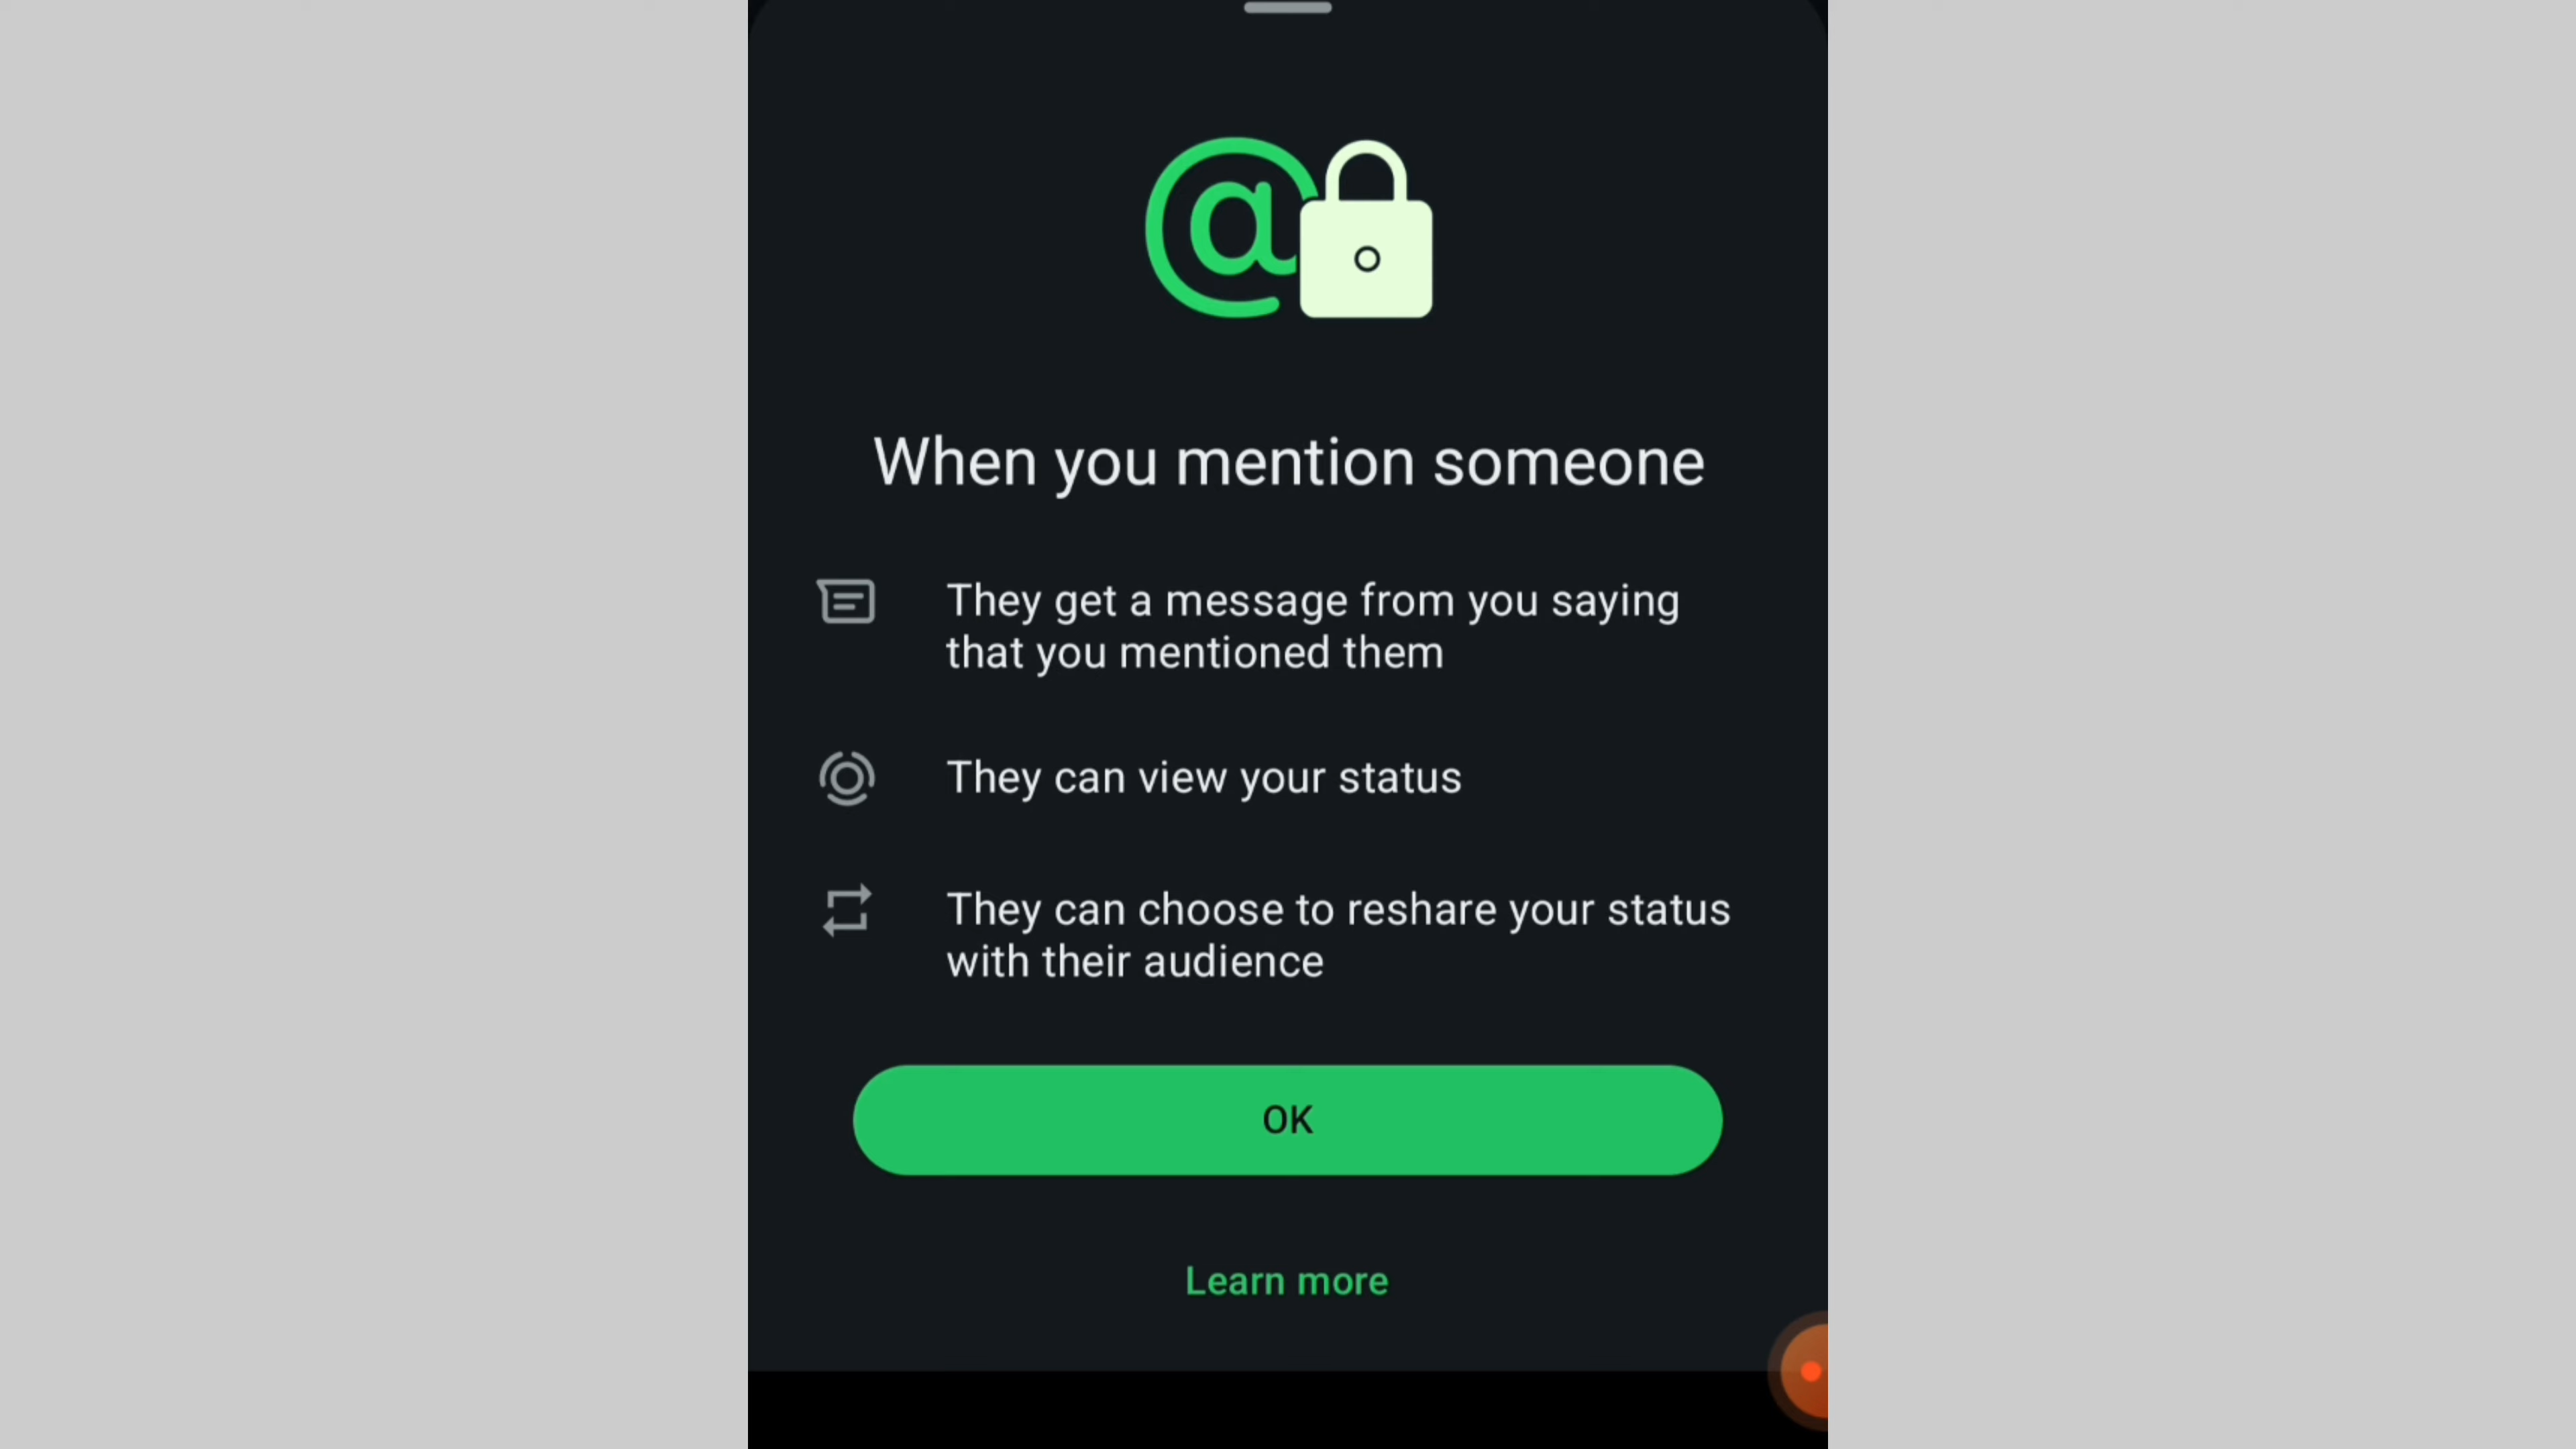 @
When you mention someone
They get a message from you saying
that you mentioned them
They can view your status
They can choose to reshare your status
with their audience
OK
Learn more